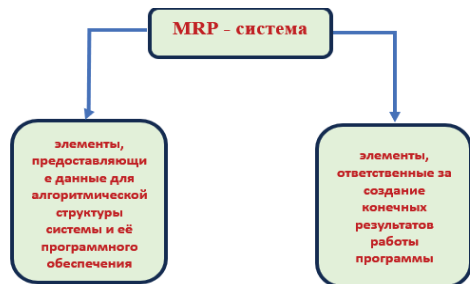 MRP - система
элементы,
предоставляющи
е данные для
алгоритмической
структуры
системы и её
программного
обеспечения
элементы,
ответственные за
создание
конечных
результатов
работы
программы